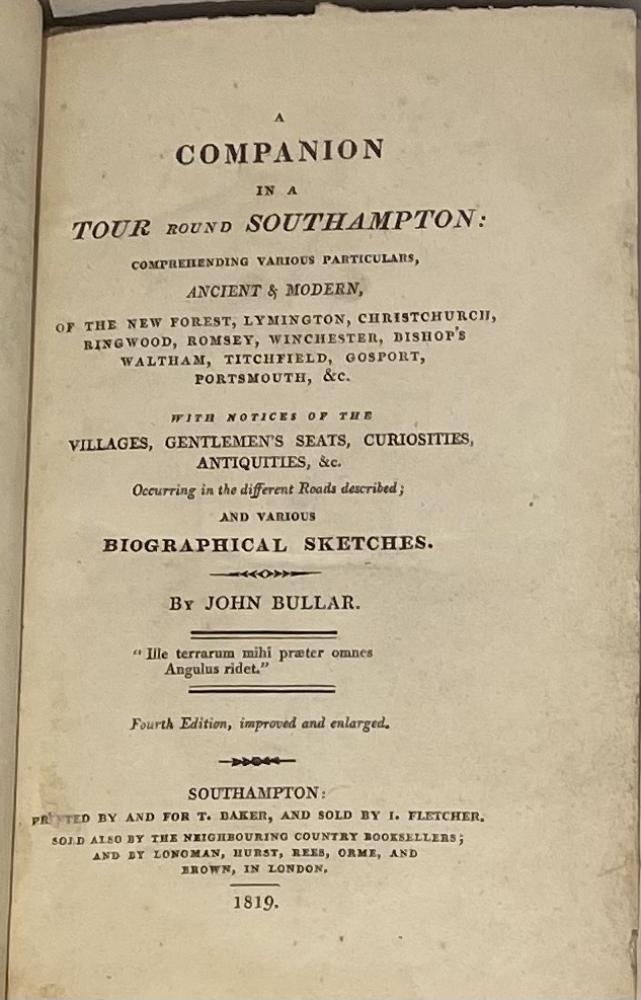 A
COMPANION
IN A
TOUR ROUND SOUTHAMPTON:
COMPREHENDING VARIOUS PARTICULARS,
ANCIENT & MODERN,
OF THE NEW FOREST, LYMINGTON, CHRISTCHURCH,
RINGWOOD, ROMSEY, WINCHESTER, BISHOP'S
WALTHAM, TITCHFIELD, GOSPORT,
PORTSMOUTH, &c.
WITH NOTICES OF THE
VILLAGES, GENTLEMEN'S SEATS, CURIOSITIES,
ANTIQUITIES, &c.
Occurring in the different Roads described;
AND VARIOUS
BIOGRAPHICAL SKETCHES.
By JOHN BULLAR.
"Ille terrarum mihi præter omnes
Angulus ridet."
Fourth Edition, improved and enlarged.
SOUTHAMPTON:
PRINTED BY AND FOR T. BAKER, AND SOLD BY I. FLETCHER.
SOLD ALSO BY THE NEIGHBOURING COUNTRY BOOKSELLERS;
AND BY LONGMAN, HURST, REES, ORME, AND
BROWN, IN LONDON.
1819.